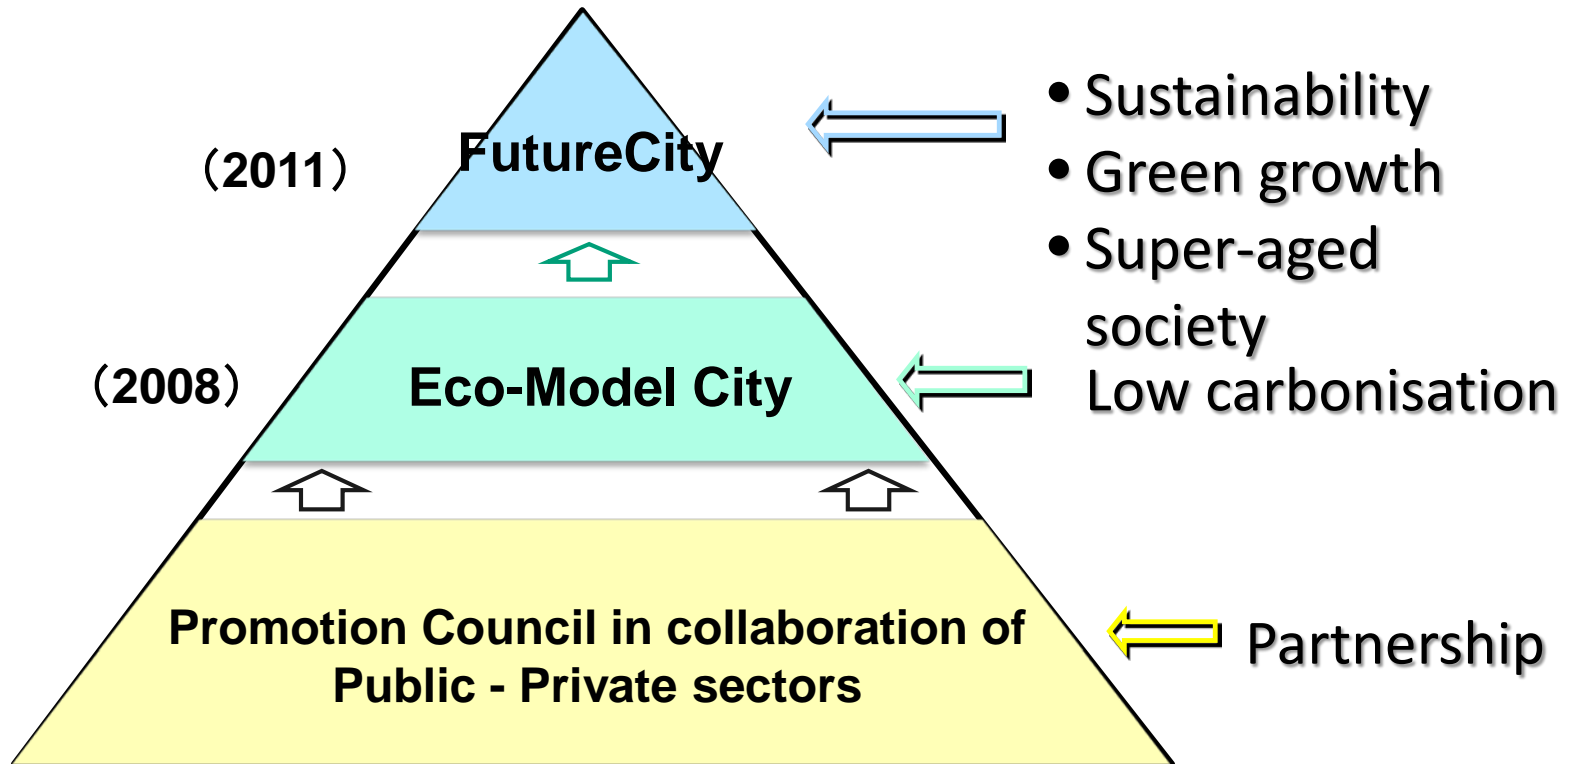 • Sustainability
FutureCity
（2011）
• Green growth
• Super-aged
society
（2008）
Eco-Model City
Low carbonisation
Promotion Council in collaboration of
Public - Private sectors
Partnership